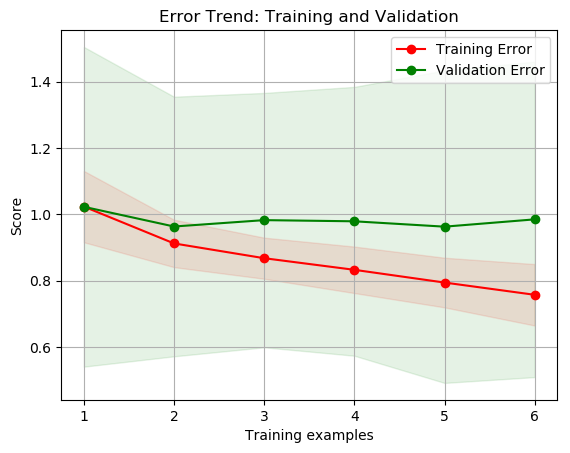 Error Trend: Training and Validation
Training Error
Validation Error
Score
1.4
1.2
1.0
0.8
0.6
1 2 3 4 5 6
Training examples